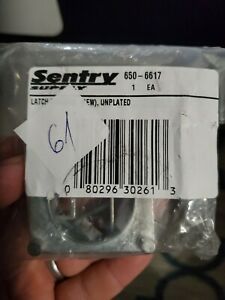 Sentry
SUPPLY
650-6617
1 EA
LATCH EW), UNPLATED
61
0 80296 30261 3